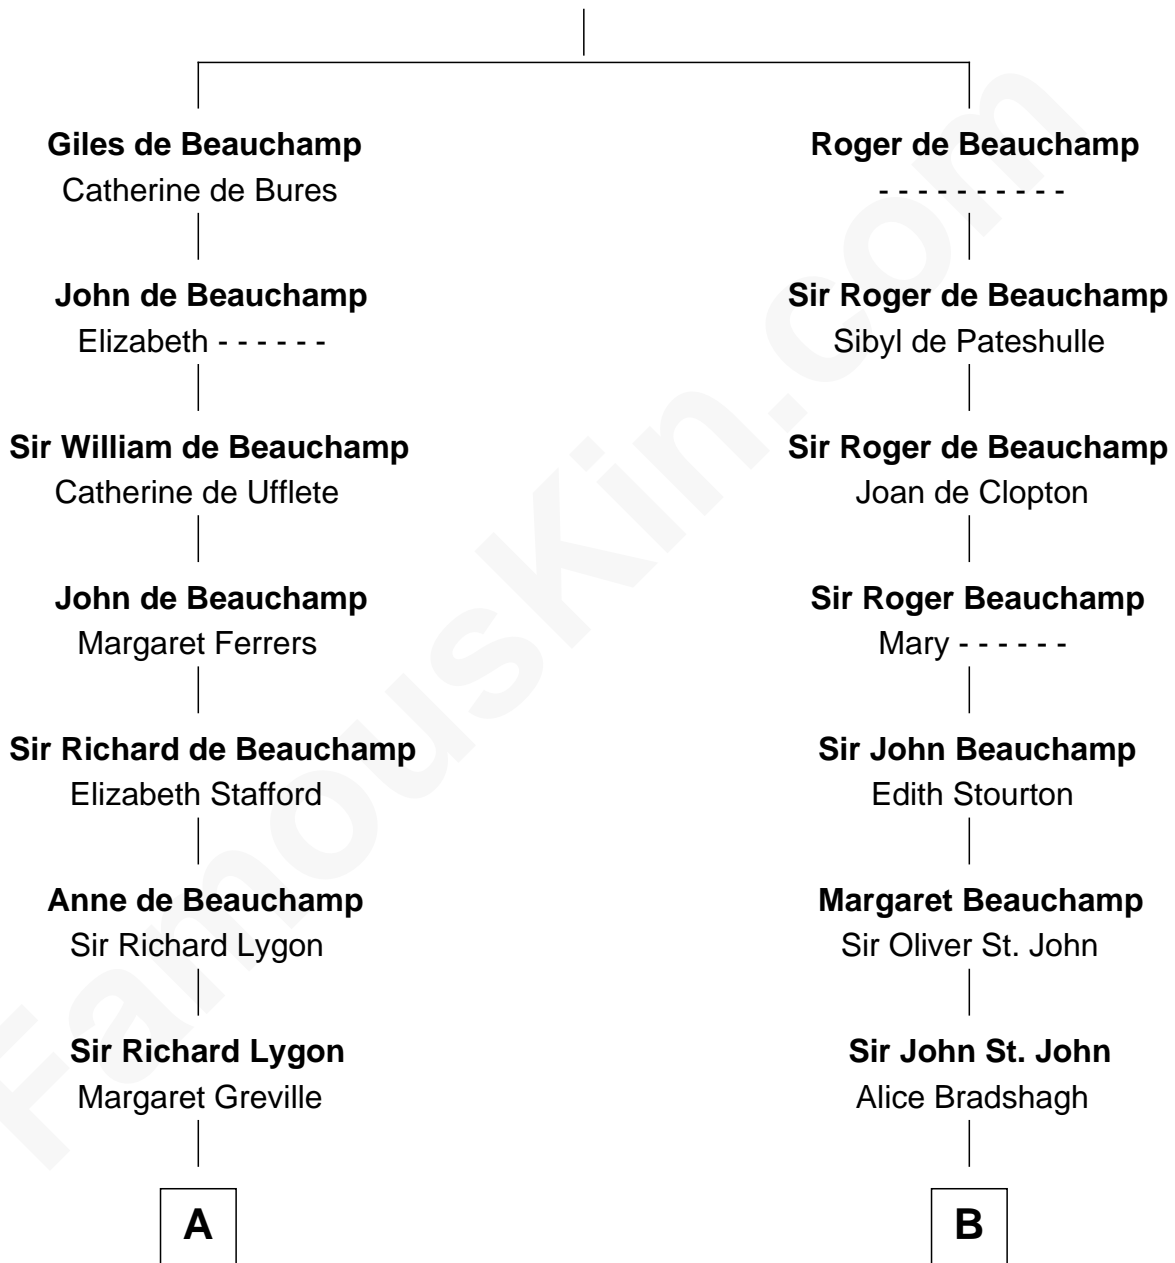 Giles de Beauchamp
Catherine de Bures
John de Beauchamp
Elizabeth - - - - - -
Sir William de Beauchamp
Catherine de Ufflete
John de Beauchamp
Margaret Ferrers
Sir Richard de Beauchamp
Elizabeth Stafford
Anne de Beauchamp
Sir Richard Lygon
Sir Richard Lygon
Margaret Greville
A
Roger de Beauchamp
- - - - - - - - - -
Sir Roger de Beauchamp
Sibyl de Pateshulle
Sir Roger de Beauchamp
Joan de Clopton
Sir Roger Beauchamp
Mary - - - - - -
Sir John Beauchamp
Edith Stourton
Margaret Beauchamp
Sir Oliver St. John
Sir John St. John
Alice Bradshagh
B
FamousKin.com